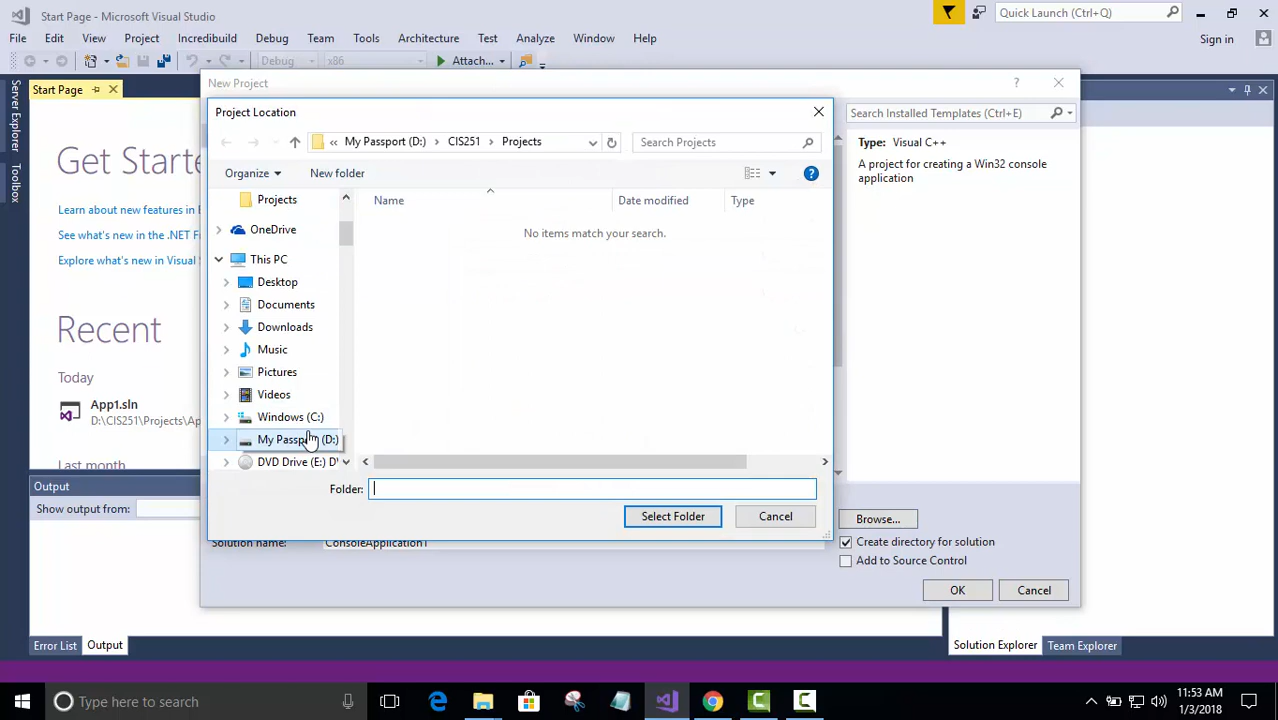 Start Page - Microsoft Visual Studio
Quick Launch (Ctrl+Q)
File Edit View Project Incredibuild Debug Team Tools Architecture Test Analyze Window Help
Sign in
Debug x86 Attach...
Server Explorer
Toolbox
Start Page
Get Starte
Learn about new features in
See what's new in the .NET
Explore what's new in Visual
Recent
Today
App1.sln
D:\CIS251\Projects\Ap
Last month
New Project
?
Search Installed Templates (Ctrl+E)
Type: Visual C++
A project for creating a Win32 console
application
Project Location
« My Passport (D:) CIS251 Projects
Search Projects
Organize New folder
?
Projects
OneDrive
This PC
Desktop
Documents
Downloads
Music
Pictures
Videos
Windows (C:)
My Passport (D:)
DVD Drive (E:)
Name Date modified Type
No items match your search.
Folder:
Select Folder Cancel
Solution name: ConsoleApplication1
Browse...
Create directory for solution
Add to Source Control
OK Cancel
Output
Show output from:
Error List Output
Solution Explorer Team Explorer
Type here to search
11:53 AM
1/3/2018